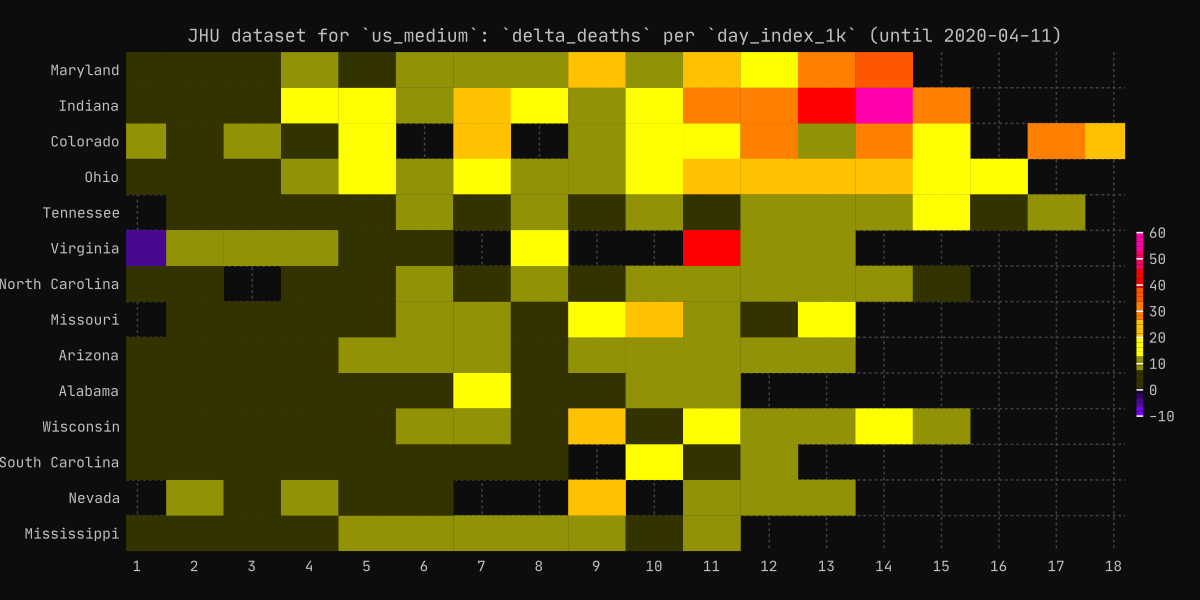 JHU dataset for `us_medium`: `delta_deaths` per `day_index_1k` (until 2020-04-11)
Maryland
Indiana
Colorado
Ohio
Tennessee
Virginia
North Carolina
Missouri
Arizona
Alabama
Wisconsin
South Carolina
Nevada
Mississippi
1 2 3 4 5 6 7 8 9 10 11 12 13 14 15 16 17 18
60
50
40
30
20
10
0
-10